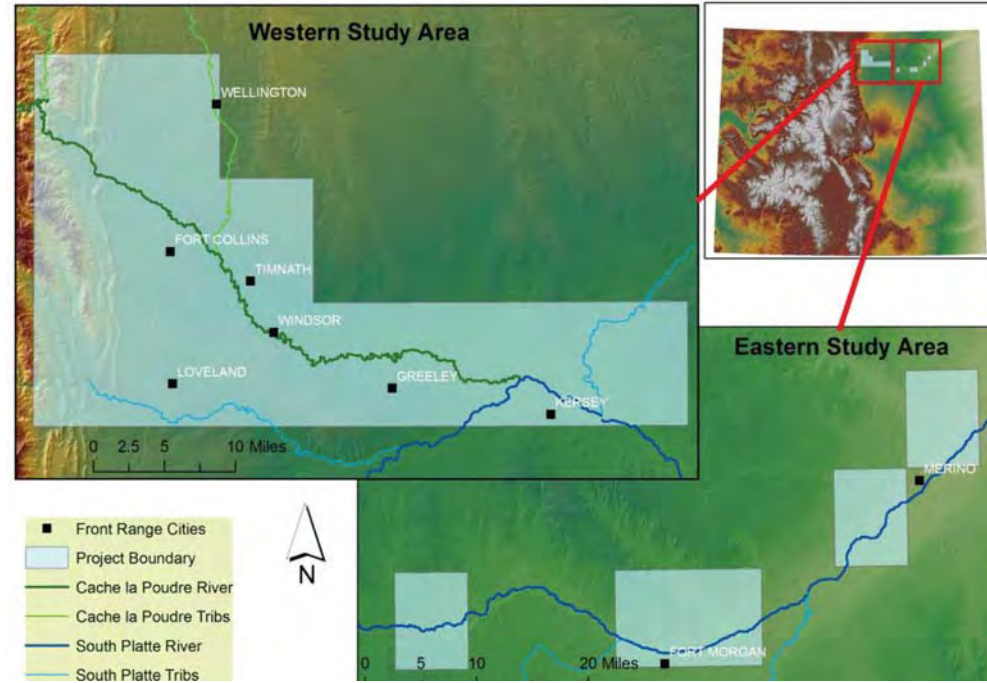 Western Study Area
WELLINGTON
FORT COLLINS
TIMNATH
WINDSOR
LOVELAND
GREELEY
KERSEY
0 2.5 5 10 Miles
Eastern Study Area
MERINO
FORT MORGAN
0 5 10 20 Miles
N
Front Range Cities
Project Boundary
Cache la Poudre River
Cache la Poudre Tribs
South Platte River
South Platte Tribs